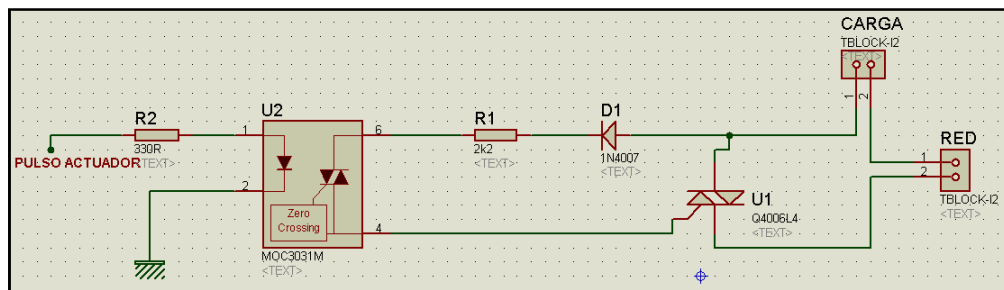 CARGA
TBLOCK-I2
<TEXT>
1
2
R2
330R
<TEXT>
PULSO ACTUADOR
U2
1
2
6
4
Zero
Crossing
MOC3031M
<TEXT>
R1
2k2
<TEXT>
D1
1N4007
<TEXT>
U1
Q4006L4
<TEXT>
RED
1
2
TBLOCK-I2
<TEXT>